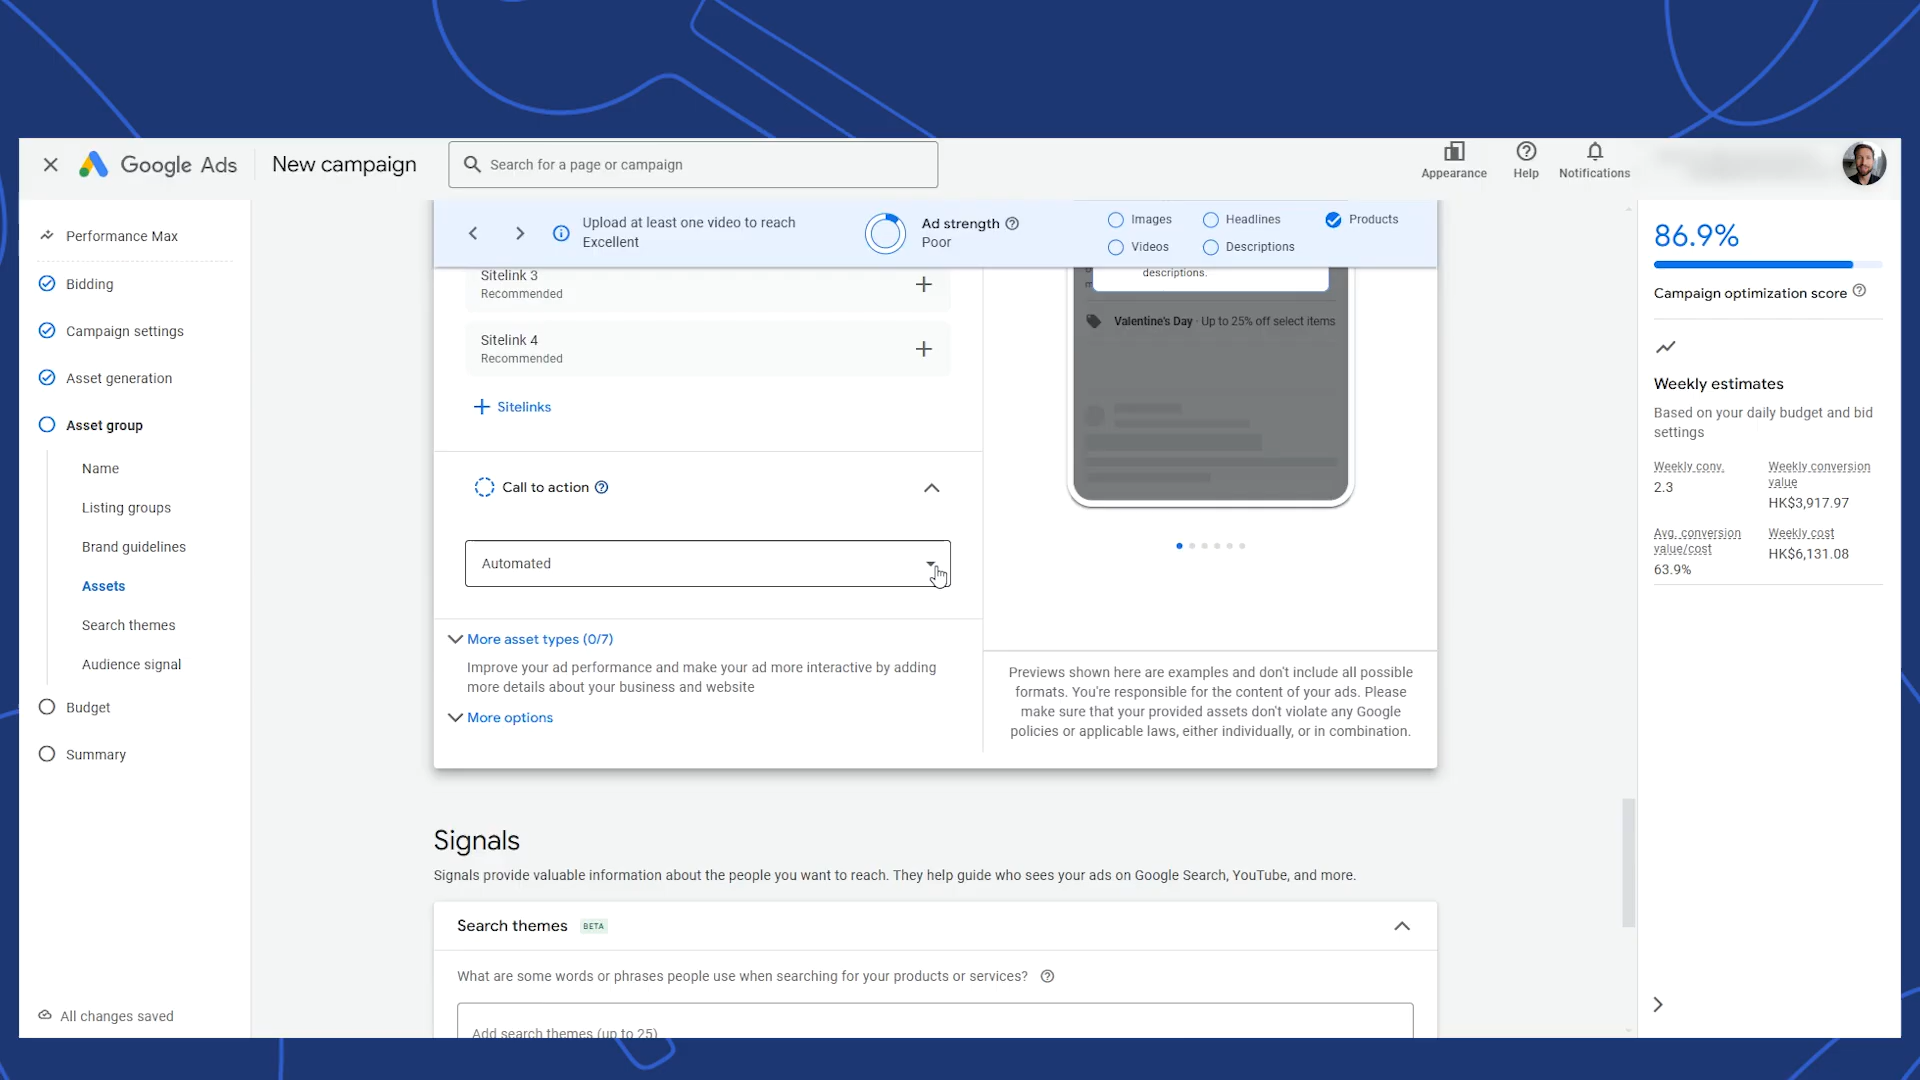 Google Ads
New campaign
Search for a page or campaign
Appearance
Help
Notifications
Performance Max
Bidding
Campaign settings
Asset generation
Asset group
Name
Listing groups
Brand guidelines
Assets
Search themes
Audience signal
Budget
Summary
All changes saved
Upload at least one video to reach
Excellent
Ad strength
Poor
Images
Headlines
Products
Videos
Descriptions
Sitelink 3
Recommended
Sitelink 4
Recommended
Sitelinks
Call to action
Automated
More asset types (0/7)
Improve your ad performance and make your ad more interactive by adding
more details about your business and website
More options
descriptions.
Valentine's Day · Up to 25% off select items
Previews shown here are examples and don't include all possible
formats. You're responsible for the content of your ads. Please
make sure that your provided assets don't violate any Google
policies or applicable laws, either individually, or in combination.
Signals
Signals provide valuable information about the people you want to reach. They help guide who sees your ads on Google Search, YouTube, and more.
Search themes BETA
What are some words or phrases people use when searching for your products or services?
Add search themes (up to 25)
86.9%
Campaign optimization score
Weekly estimates
Based on your daily budget and bid
settings
Weekly conv.
2.3
Weekly conversion
value
HK$3,917.97
Avg. conversion
value/cost
63.9%
Weekly cost
HK$6,131.08